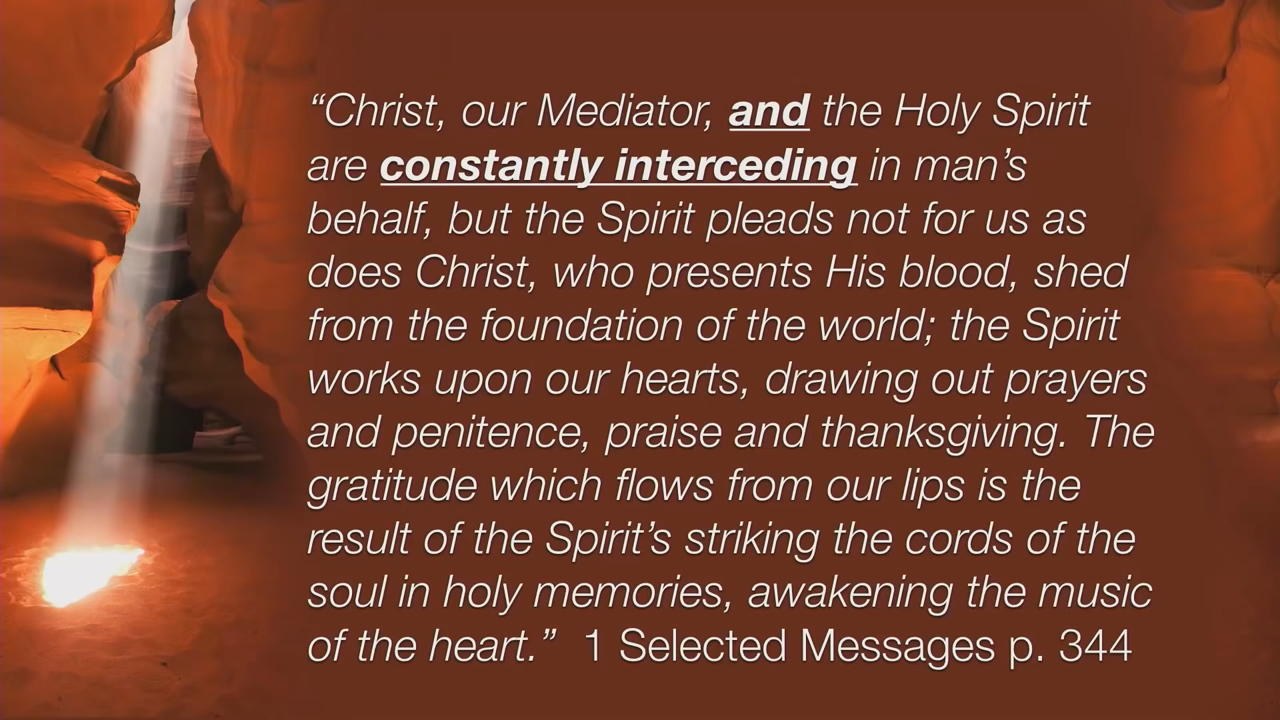 “Christ, our Mediator, and the Holy Spirit
are constantly interceding in man’s
behalf, but the Spirit pleads not for us as
does Christ, who presents His blood, shed
from the foundation of the world; the Spirit
works upon our hearts, drawing out prayers
and penitence, praise and thanksgiving. The
gratitude which flows from our lips is the
result of the Spirit’s striking the cords of the
soul in holy memories, awakening the music
of the heart.” 1 Selected Messages p. 344